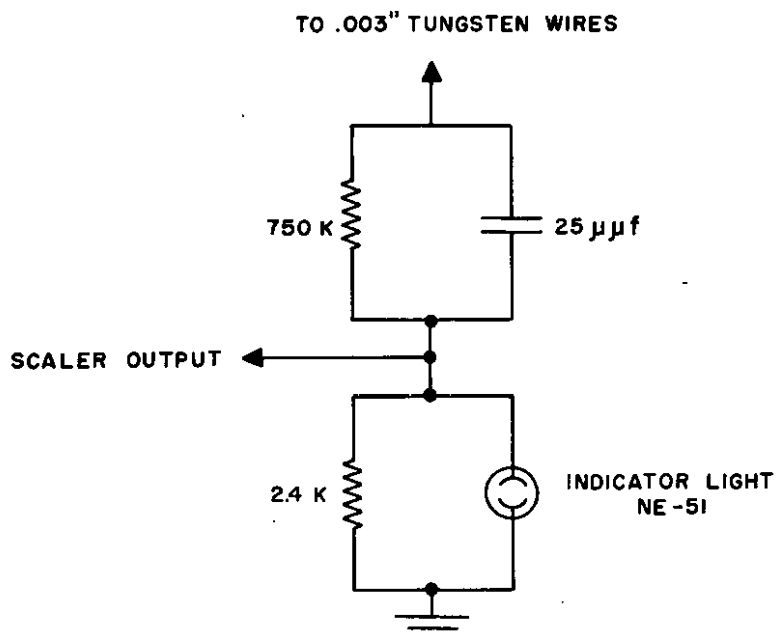 TO .003" TUNGSTEN WIRES
750 K
25 μμf
SCALER OUTPUT
2.4 K
INDICATOR LIGHT
NE-51